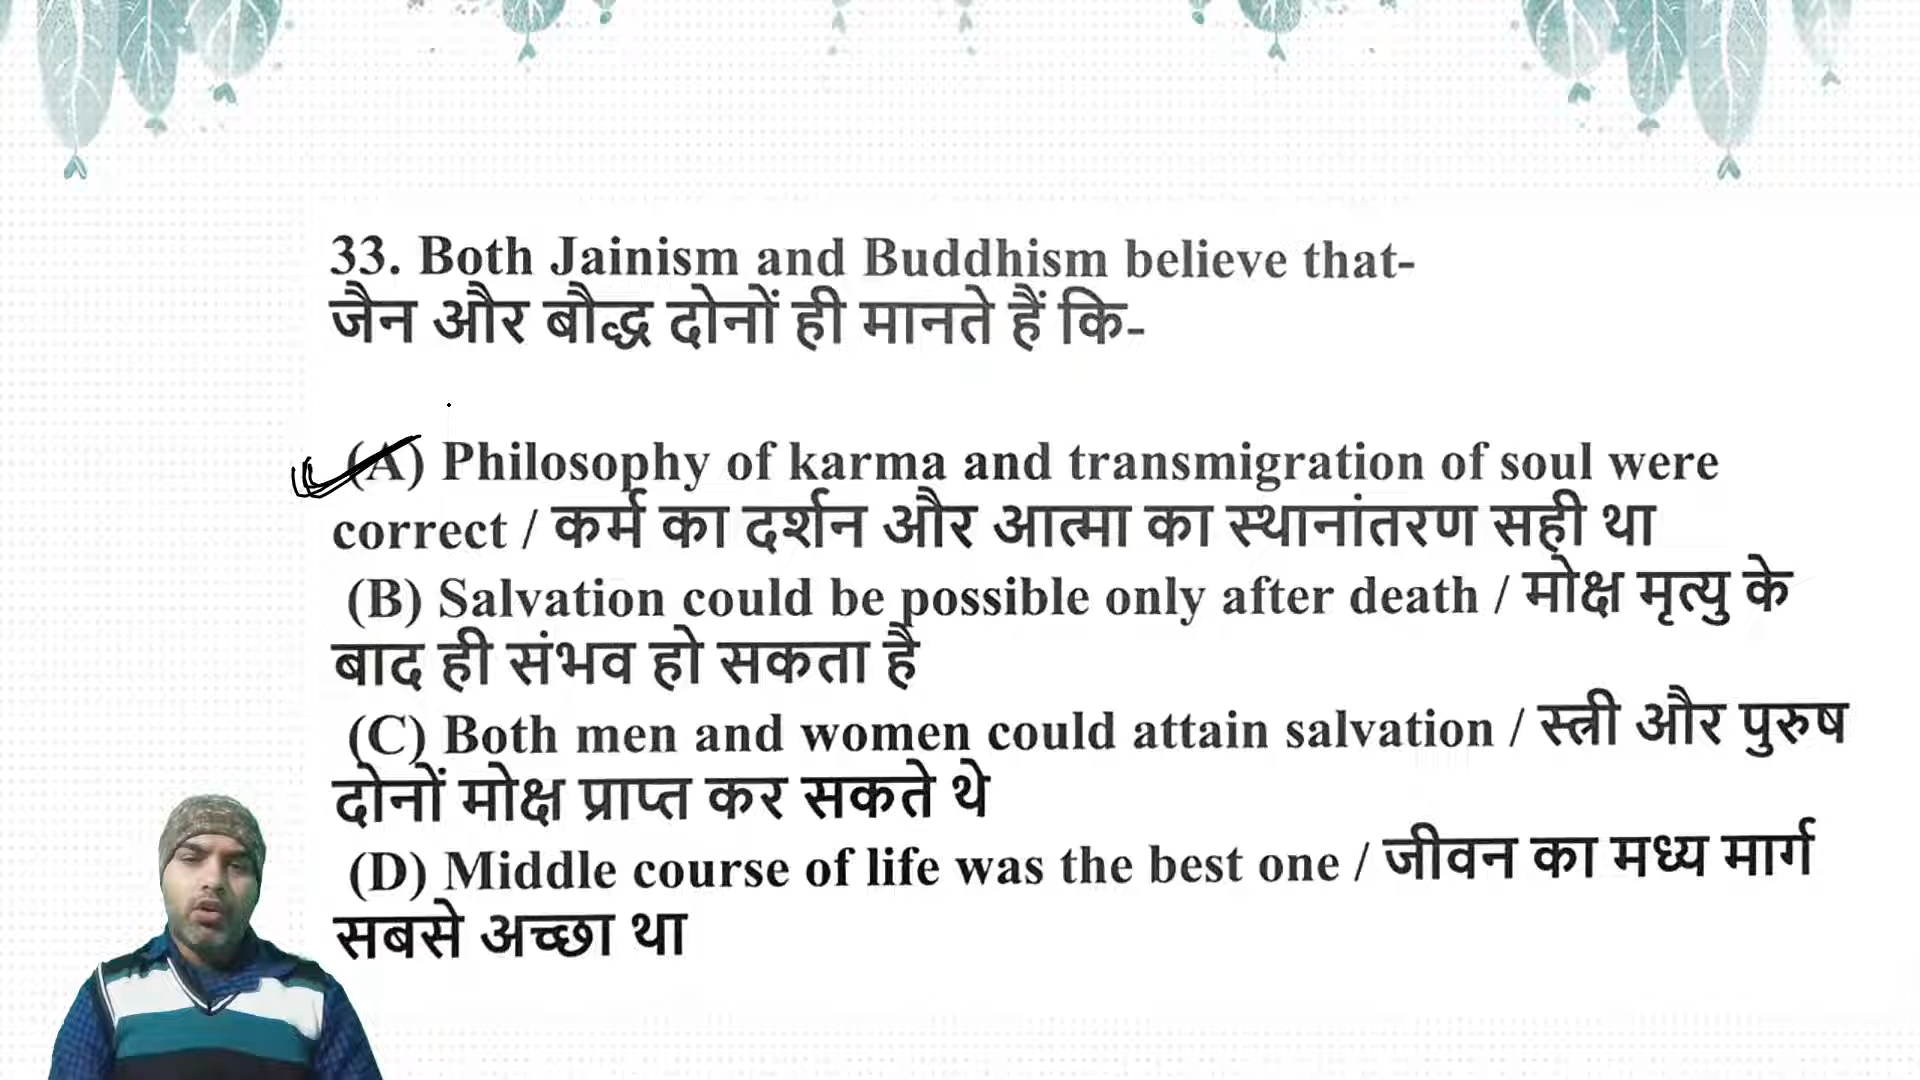 33. Both Jainism and Buddhism believe that-
जैन और बौद्ध दोनों ही मानते हैं कि-
(A) Philosophy of karma and transmigration of soul were
correct / कर्म का दर्शन और आत्मा का स्थानांतरण सही था
(B) Salvation could be possible only after death / मोक्ष मृत्यु के
बाद ही संभव हो सकता है
(C) Both men and women could attain salvation / स्त्री और पुरुष
दोनों मोक्ष प्राप्त कर सकते थे
(D) Middle course of life was the best one / जीवन का मध्य मार्ग
सबसे अच्छा था